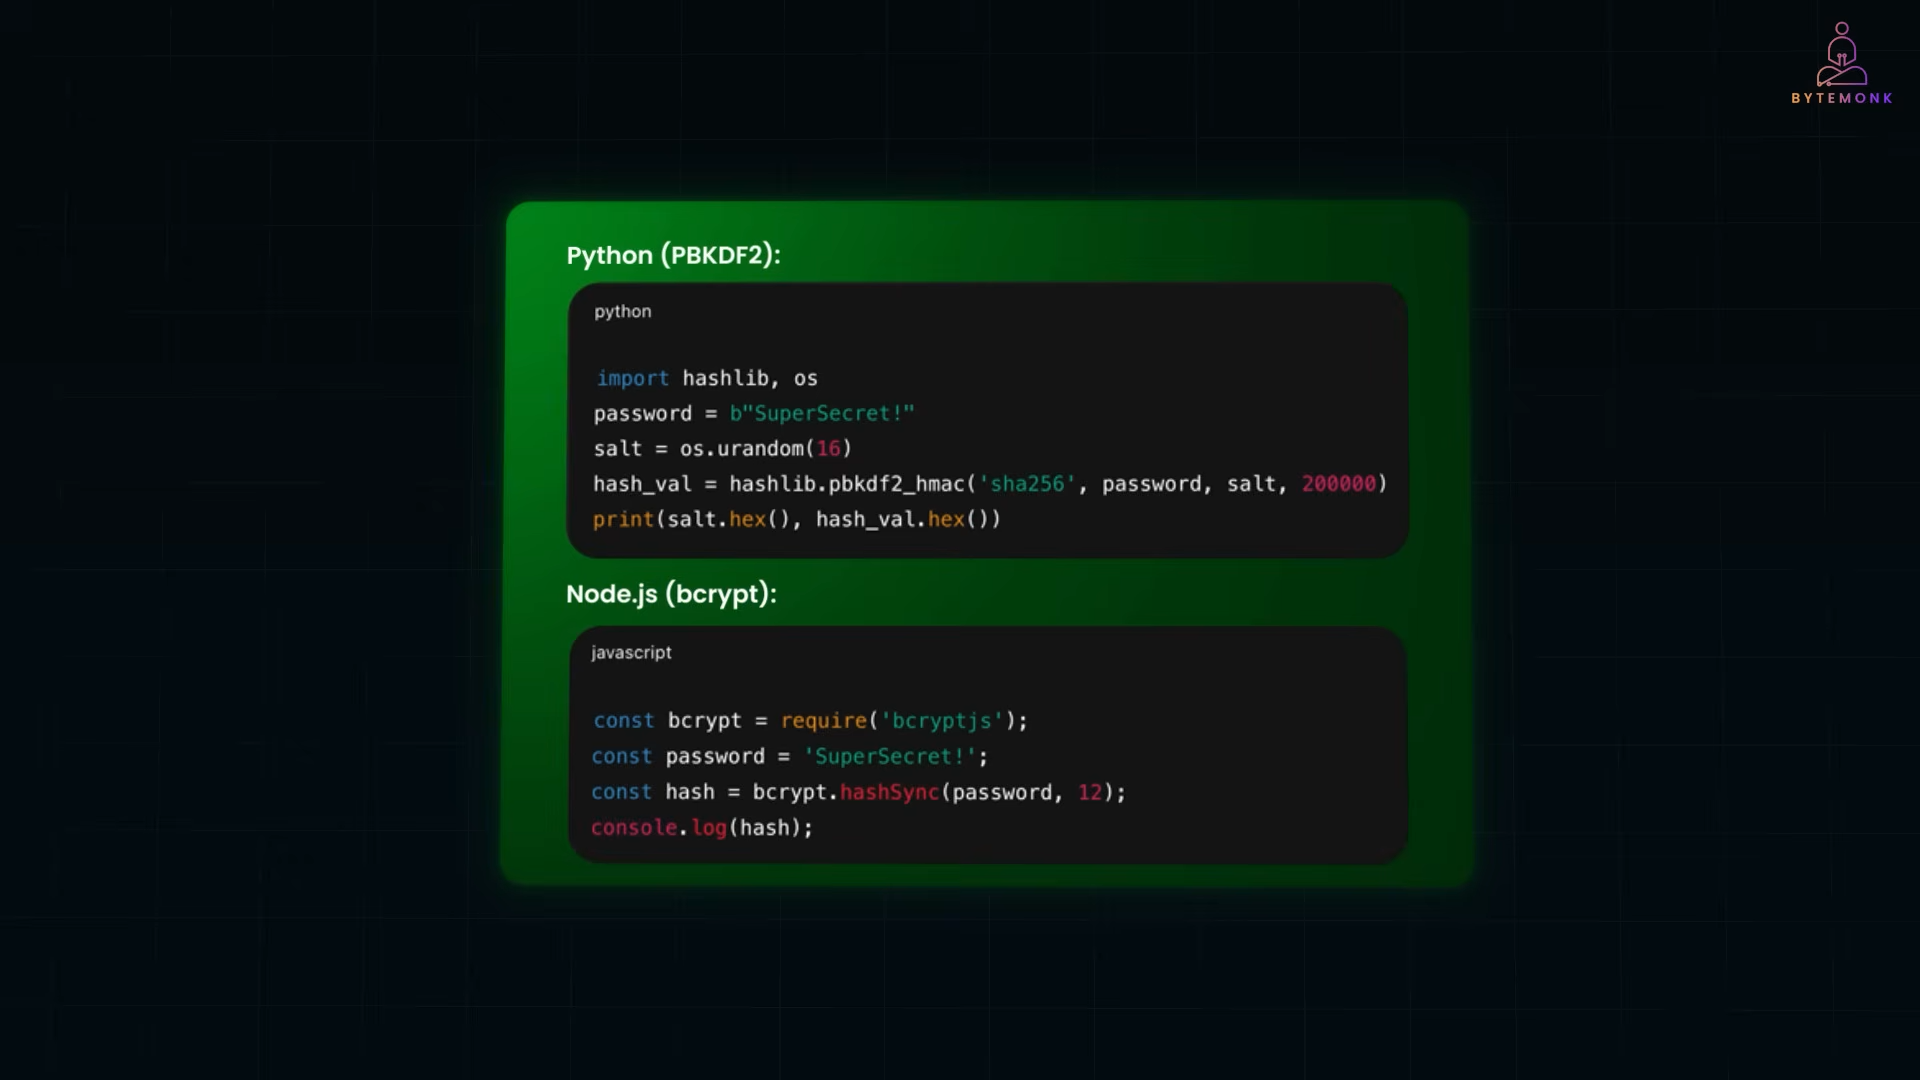 BYTEMONK
Python (PBKDF2):
python
import hashlib, os
password = b"SuperSecret!"
salt = os.urandom(16)
hash_val = hashlib.pbkdf2_hmac('sha256', password, salt, 200000)
print(salt.hex(), hash_val.hex())
Node.js (bcrypt):
javascript
const bcrypt = require('bcryptjs');
const password = 'SuperSecret!';
const hash = bcrypt.hashSync(password, 12);
console.log(hash);